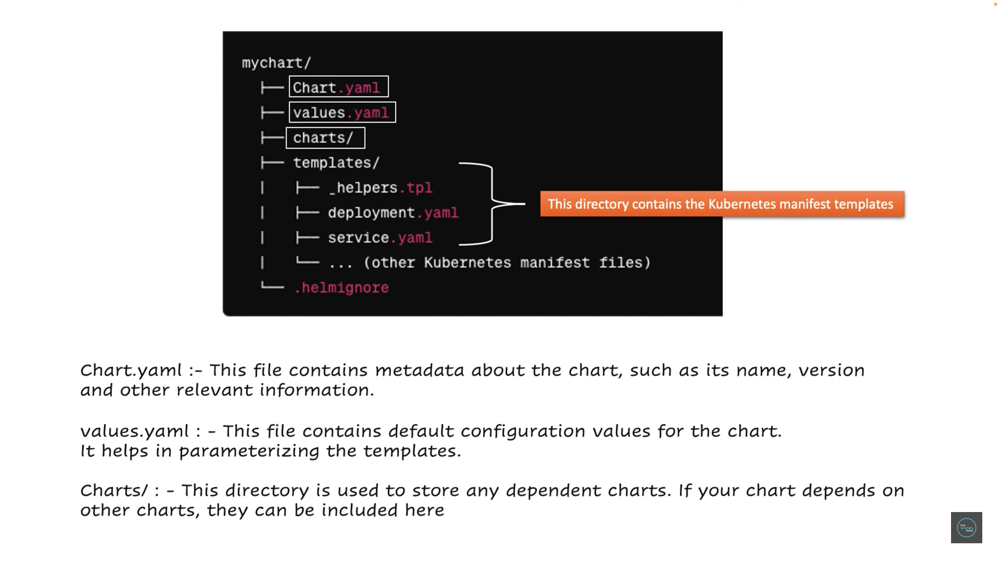 mychart/
├── Chart.yaml
├── values.yaml
├── charts/
├── templates/
│   ├── _helpers.tpl
│   ├── deployment.yaml
│   ├── service.yaml
│   └── ... (other Kubernetes manifest files)
└── .helmignore
This directory contains the Kubernetes manifest templates
Chart.yaml :- This file contains metadata about the chart, such as its name, version
and other relevant information.
values.yaml : - This file contains default configuration values for the chart.
It helps in parameterizing the templates.
Charts/ : - This directory is used to store any dependent charts. If your chart depends on
other charts, they can be included here
Java
Techie